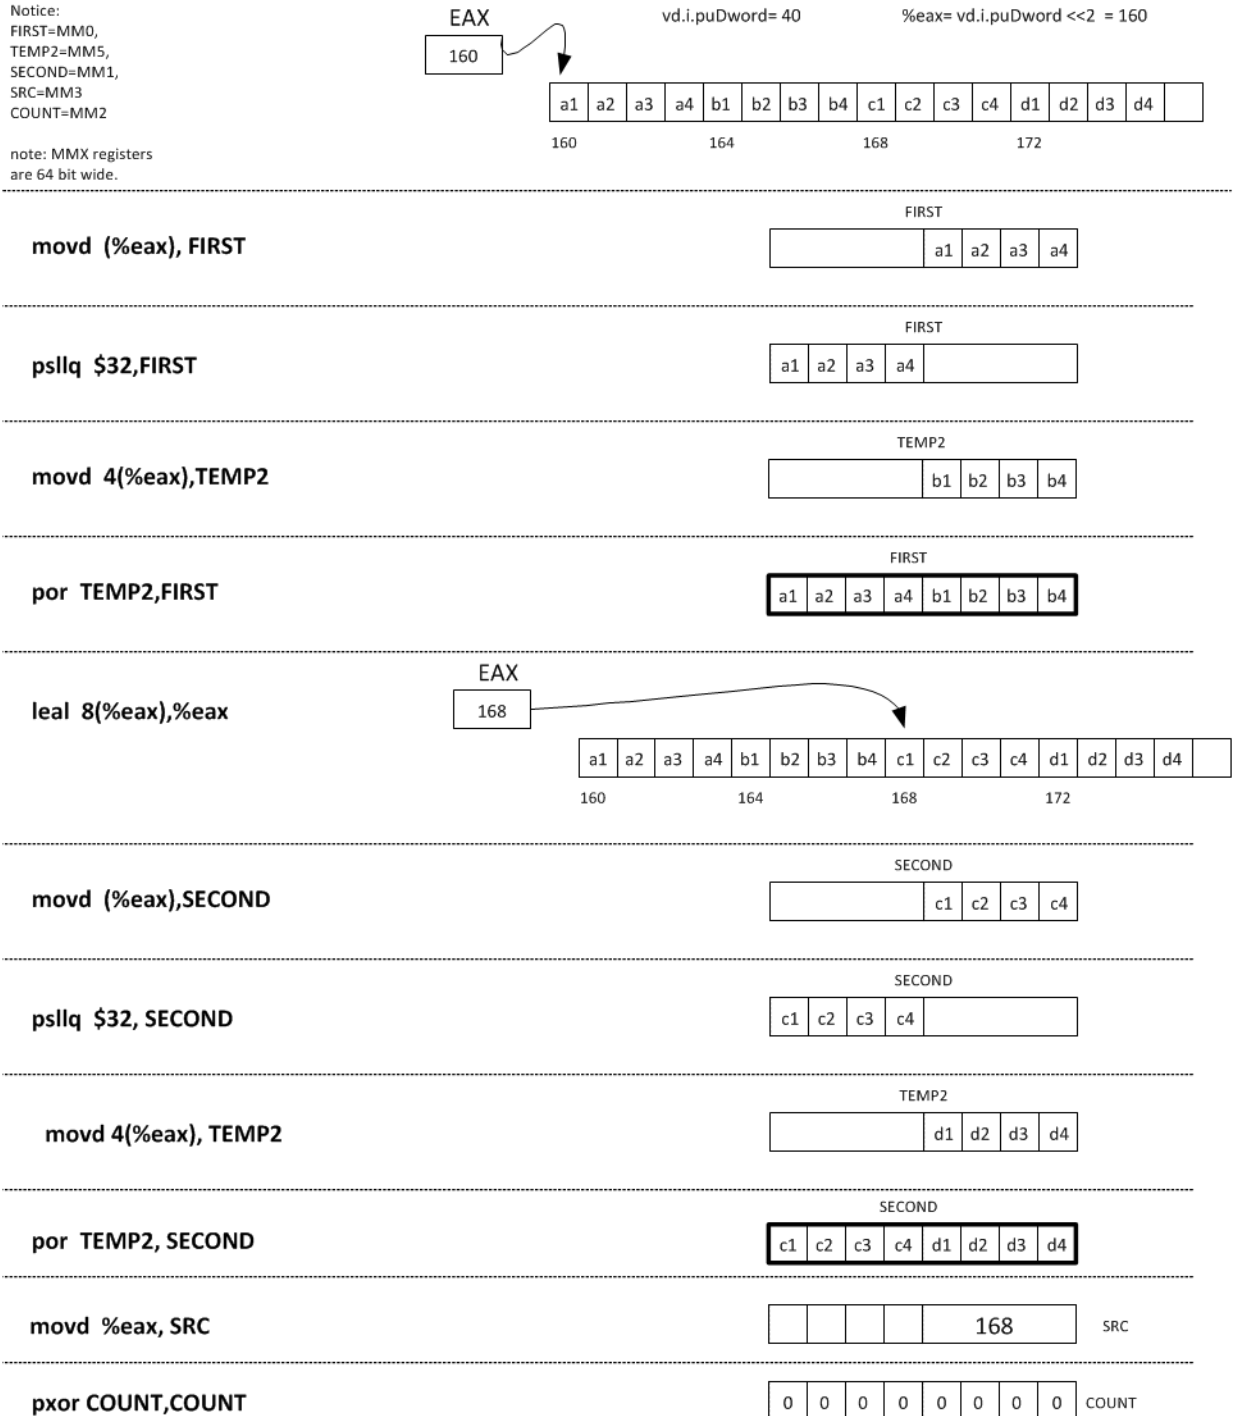 Notice:
FIRST=MM0,
TEMP2=MM5,
SECOND=MM1,
SRC=MM3
COUNT=MM2
note: MMX registers
are 64 bit wide.
EAX
160
vd.i.puDword= 40
%eax= vd.i.puDword <<2 = 160
a1 a2 a3 a4 b1 b2 b3 b4 c1 c2 c3 c4 d1 d2 d3 d4
160 164 168 172
movd (%eax), FIRST
FIRST
a1 a2 a3 a4
psllq $32,FIRST
FIRST
a1 a2 a3 a4
movd 4(%eax),TEMP2
TEMP2
b1 b2 b3 b4
por TEMP2,FIRST
FIRST
a1 a2 a3 a4 b1 b2 b3 b4
leal 8(%eax),%eax
EAX
168
a1 a2 a3 a4 b1 b2 b3 b4 c1 c2 c3 c4 d1 d2 d3 d4
160 164 168 172
movd (%eax),SECOND
SECOND
c1 c2 c3 c4
psllq $32, SECOND
SECOND
c1 c2 c3 c4
movd 4(%eax), TEMP2
TEMP2
d1 d2 d3 d4
por TEMP2, SECOND
SECOND
c1 c2 c3 c4 d1 d2 d3 d4
movd %eax, SRC
168 SRC
pxor COUNT,COUNT
0 0 0 0 0 0 0 0 COUNT